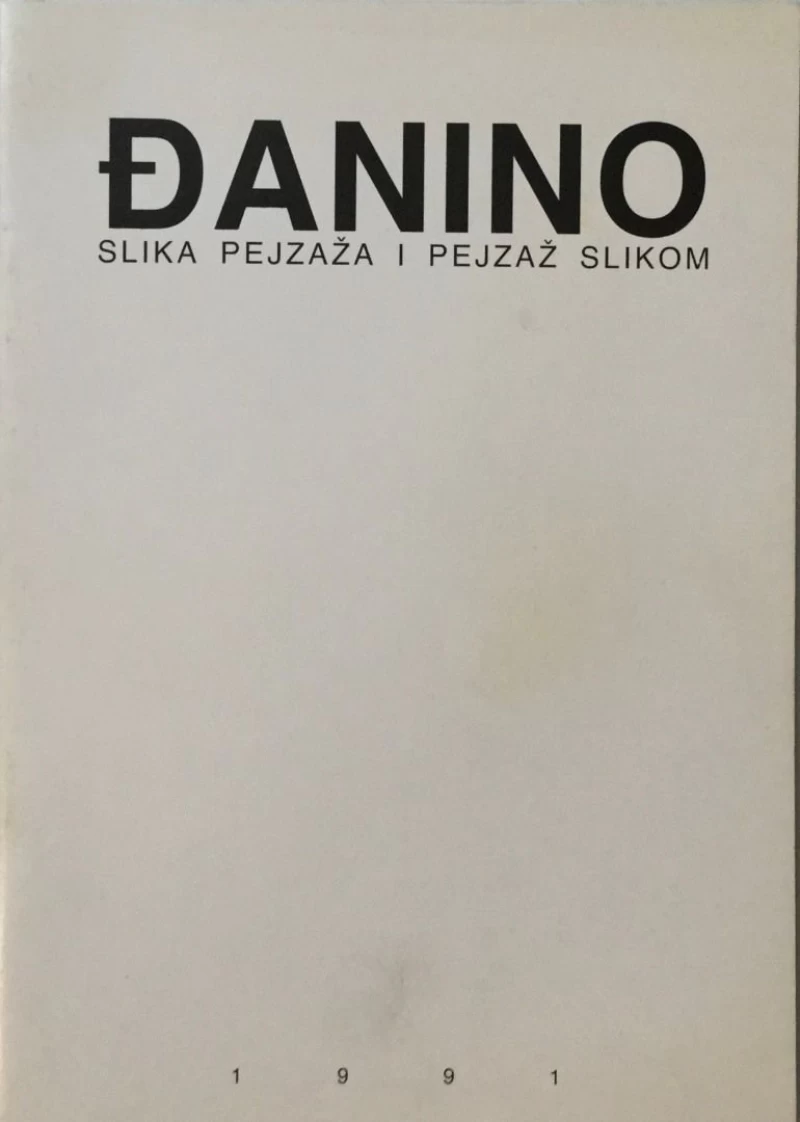 ĐANINO
SLIKA PEJZAŽA I PEJZAŽ SLIKOM
1 9 9 1